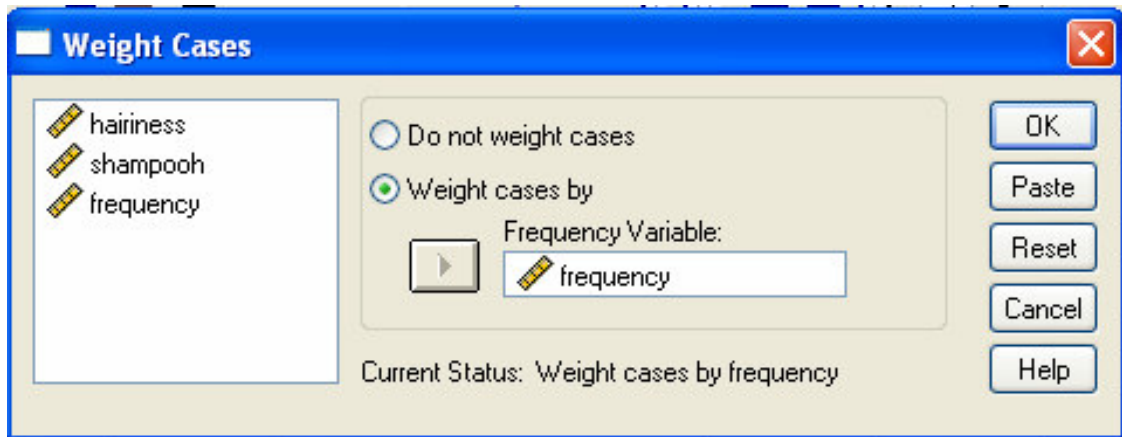 Weight Cases
hairiness
shampooh
frequency
Do not weight cases
Weight cases by
Frequency Variable:
frequency
Current Status: Weight cases by frequency
OK
Paste
Reset
Cancel
Help